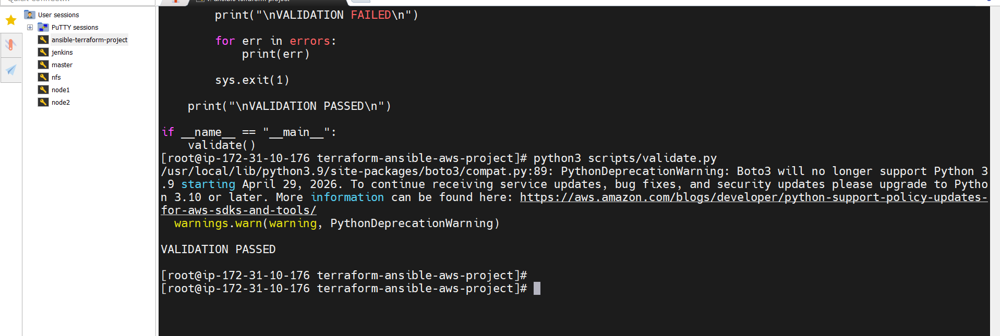 Quick connect...
User sessions
PuTTY sessions
ansible-terraform-project
jenkins
master
nfs
node1
node2
7. ansible-terraform-project
        print("\nVALIDATION FAILED\n")
        for err in errors:
            print(err)
        sys.exit(1)
    print("\nVALIDATION PASSED\n")
if __name__ == "__main__":
    validate()
[root@ip-172-31-10-176 terraform-ansible-aws-project]# python3 scripts/validate.py
/usr/local/lib/python3.9/site-packages/boto3/compat.py:89: PythonDeprecationWarning: Boto3 will no longer support Python 3
.9 starting April 29, 2026. To continue receiving service updates, bug fixes, and security updates please upgrade to Pytho
n 3.10 or later. More information can be found here: https://aws.amazon.com/blogs/developer/python-support-policy-updates-
for-aws-sdks-and-tools/
  warnings.warn(warning, PythonDeprecationWarning)
VALIDATION PASSED
[root@ip-172-31-10-176 terraform-ansible-aws-project]#
[root@ip-172-31-10-176 terraform-ansible-aws-project]#